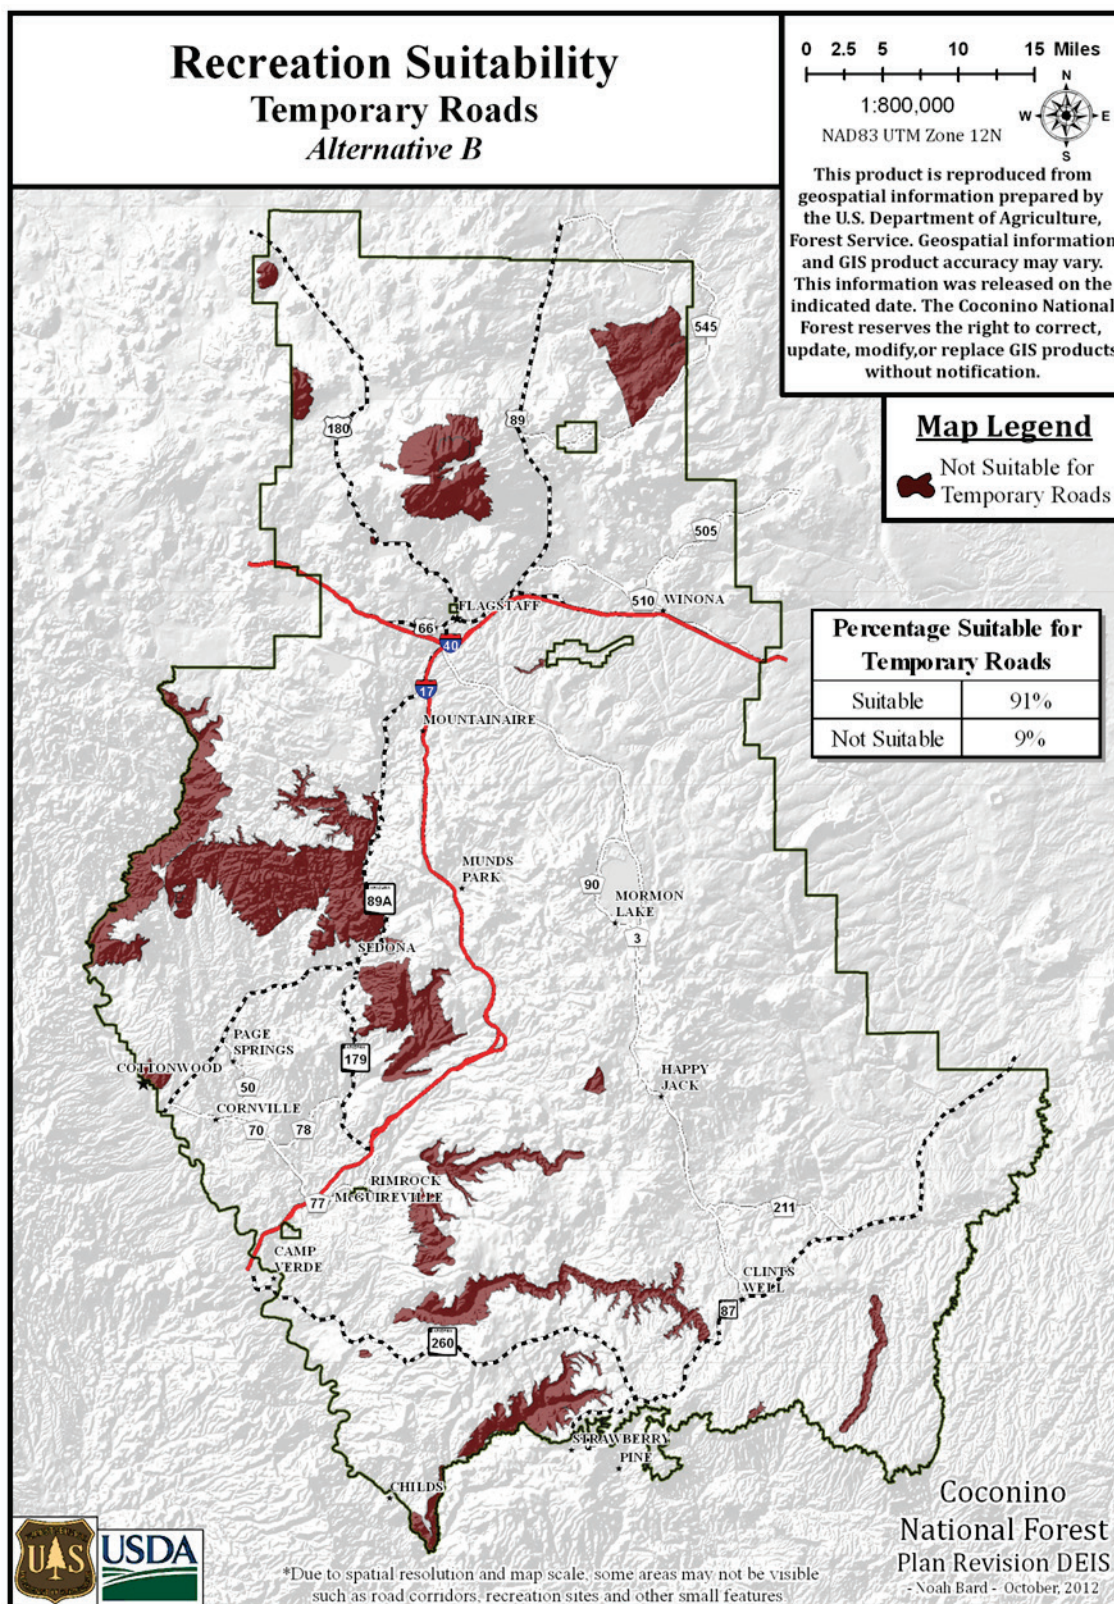 Recreation Suitability
Temporary Roads
Alternative B
0 2.5 5 10 15 Miles
1:800,000
NAD83 UTM Zone 12N
N
W E
S
This product is reproduced from
geospatial information prepared by
the U.S. Department of Agriculture,
Forest Service. Geospatial information
and GIS product accuracy may vary.
This information was released on the
indicated date. The Coconino National
Forest reserves the right to correct,
update, modify,or replace GIS products
without notification.
Map Legend
Not Suitable for
Temporary Roads
545
180
89
505
510
WINONA
FLAGSTAFF
66
40
17
MOUNTAINAIRE
Percentage Suitable for
Temporary Roads
Suitable 91%
Not Suitable 9%
MUNDS
PARK
90
MORMON
LAKE
89A
3
SEDONA
PAGE
SPRINGS
179
COTTONWOOD
50
HAPPY
JACK
CORNVILLE
70
78
RIMROCK
MCGUIREVILLE
77
211
CAMP
VERDE
CLINTS
WELL
87
260
STRAWBERRY
PINE
CHILDS
Coconino
National Forest
Plan Revision DEIS
- Noah Bard - October, 2012
U S
USDA
*Due to spatial resolution and map scale, some areas may not be visible
such as road corridors, recreation sites and other small features